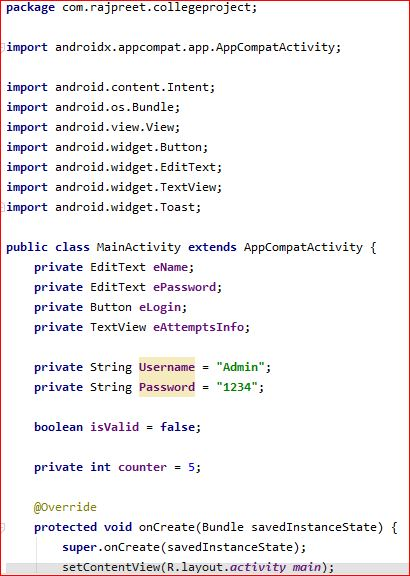 package com.rajpreet.collegeproject;
import androidx.appcompat.app.AppCompatActivity;
import android.content.Intent;
import android.os.Bundle;
import android.view.View;
import android.widget.Button;
import android.widget.EditText;
import android.widget.TextView;
import android.widget.Toast;
public class MainActivity extends AppCompatActivity {
private EditText eName;
private EditText ePassword;
private Button eLogin;
private TextView eAttemptsInfo;
private String Username = "Admin";
private String Password = "1234";
boolean isValid = false;
private int counter = 5;
@Override
protected void onCreate(Bundle savedInstanceState) {
super.onCreate(savedInstanceState);
setContentView(R.layout.activity_main);